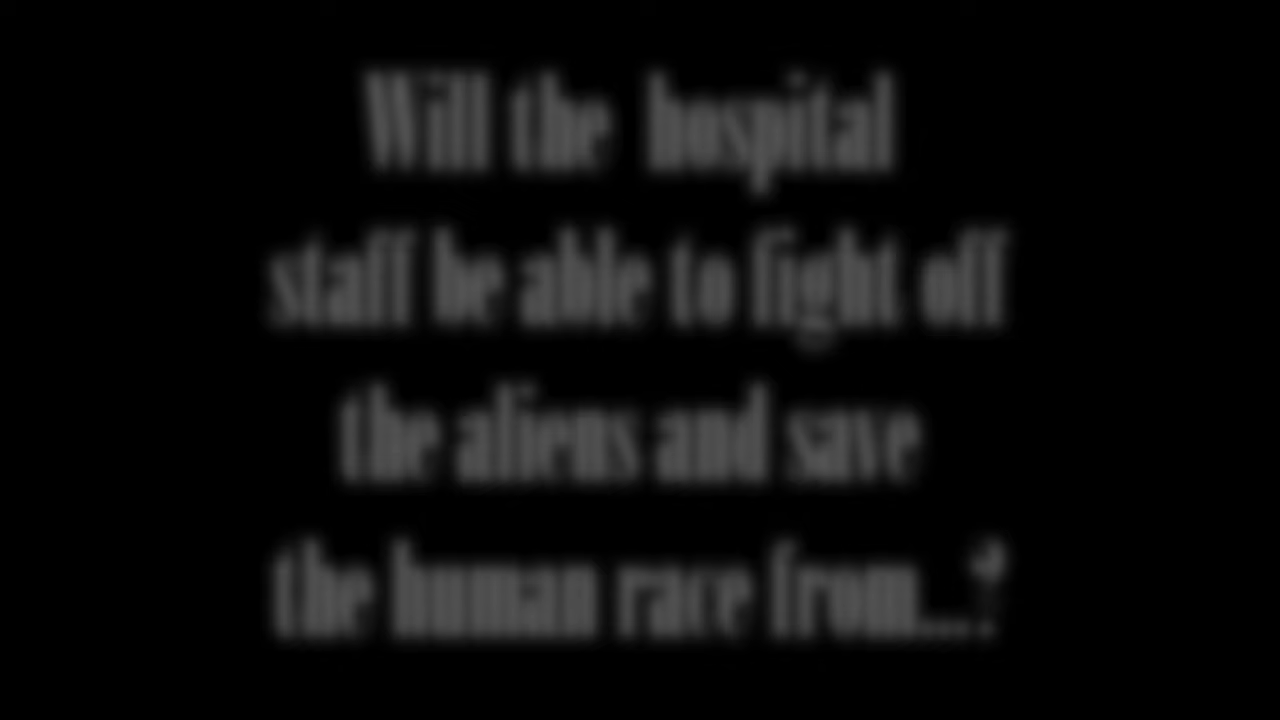 Will the hospital
staff be able to fight off
the aliens and save
the human race from...?